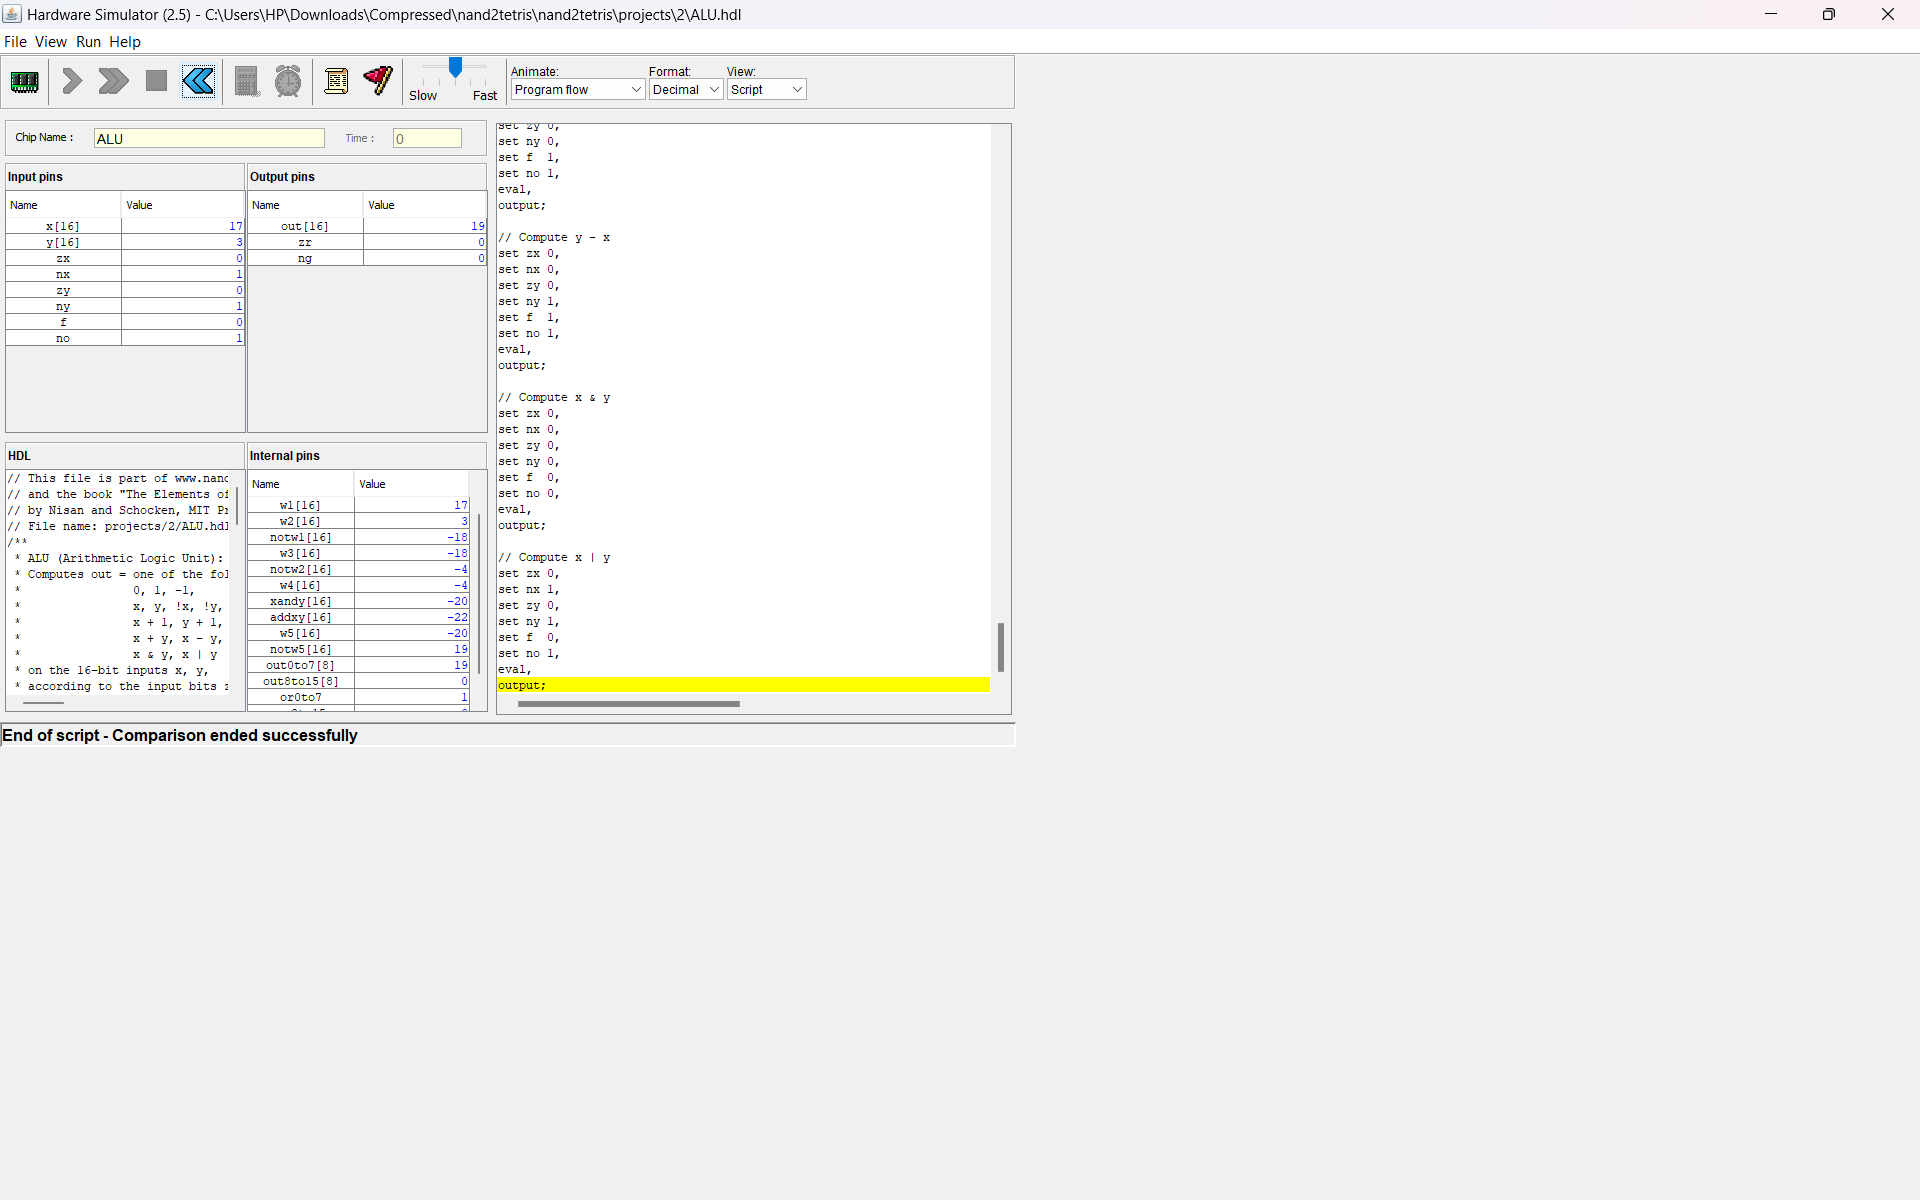 Hardware Simulator (2.5) - C:\Users\HP\Downloads\Compressed\nand2tetris\nand2tetris\projects\2\ALU.hdl
File View Run Help
Slow Fast
Animate: Format: View:
Program flow Decimal Script
Chip Name : ALU Time : 0
Input pins
Name Value
x[16] 17
y[16] 3
zx 0
nx 1
zy 0
ny 1
f 0
no 1
Output pins
Name Value
out[16] 19
zr 0
ng 0
HDL
// This file is part of www.nand
// and the book "The Elements of
// by Nisan and Schocken, MIT Pr
// File name: projects/2/ALU.hdl
/**
* ALU (Arithmetic Logic Unit):
* Computes out = one of the fol
* 0, 1, -1,
* x, y, !x, !y,
* x + 1, y + 1,
* x + y, x - y,
* x & y, x | y
* on the 16-bit inputs x, y,
* according to the input bits z
Internal pins
Name Value
w1[16] 17
w2[16] 3
notw1[16] -18
w3[16] -18
notw2[16] -4
w4[16] -4
xandy[16] -20
addxy[16] -22
w5[16] -20
notw5[16] 19
out0to7[8] 19
out8to15[8] 0
or0to7 1
set zy 0,
set ny 0,
set f 1,
set no 1,
eval,
output;
// Compute y - x
set zx 0,
set nx 0,
set zy 0,
set ny 1,
set f 1,
set no 1,
eval,
output;
// Compute x & y
set zx 0,
set nx 0,
set zy 0,
set ny 0,
set f 0,
set no 0,
eval,
output;
// Compute x | y
set zx 0,
set nx 1,
set zy 0,
set ny 1,
set f 0,
set no 1,
eval,
output;
End of script - Comparison ended successfully